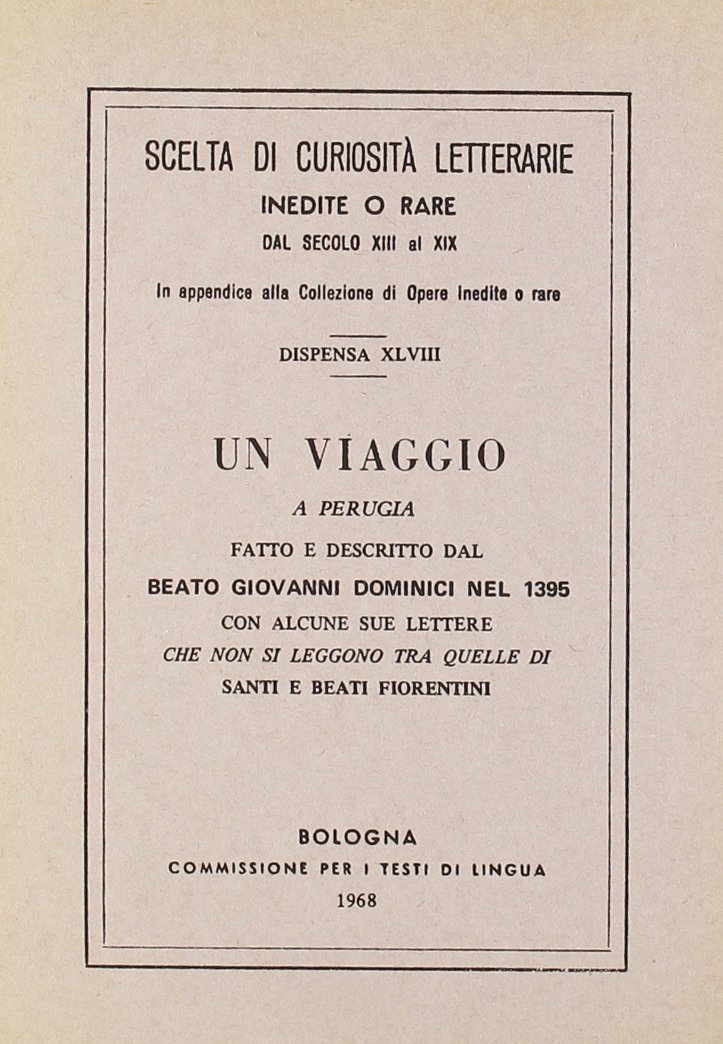 SCELTA DI CURIOSITÀ LETTERARIE
INEDITE O RARE
DAL SECOLO XIII al XIX
In appendice alla Collezione di Opere inedite o rare
DISPENSA XLVIII
UN VIAGGIO
A PERUGIA
FATTO E DESCRITTO DAL
BEATO GIOVANNI DOMINICI NEL 1395
CON ALCUNE SUE LETTERE
CHE NON SI LEGGONO TRA QUELLE DI
SANTI E BEATI FIORENTINI
BOLOGNA
COMMISSIONE PER I TESTI DI LINGUA
1968